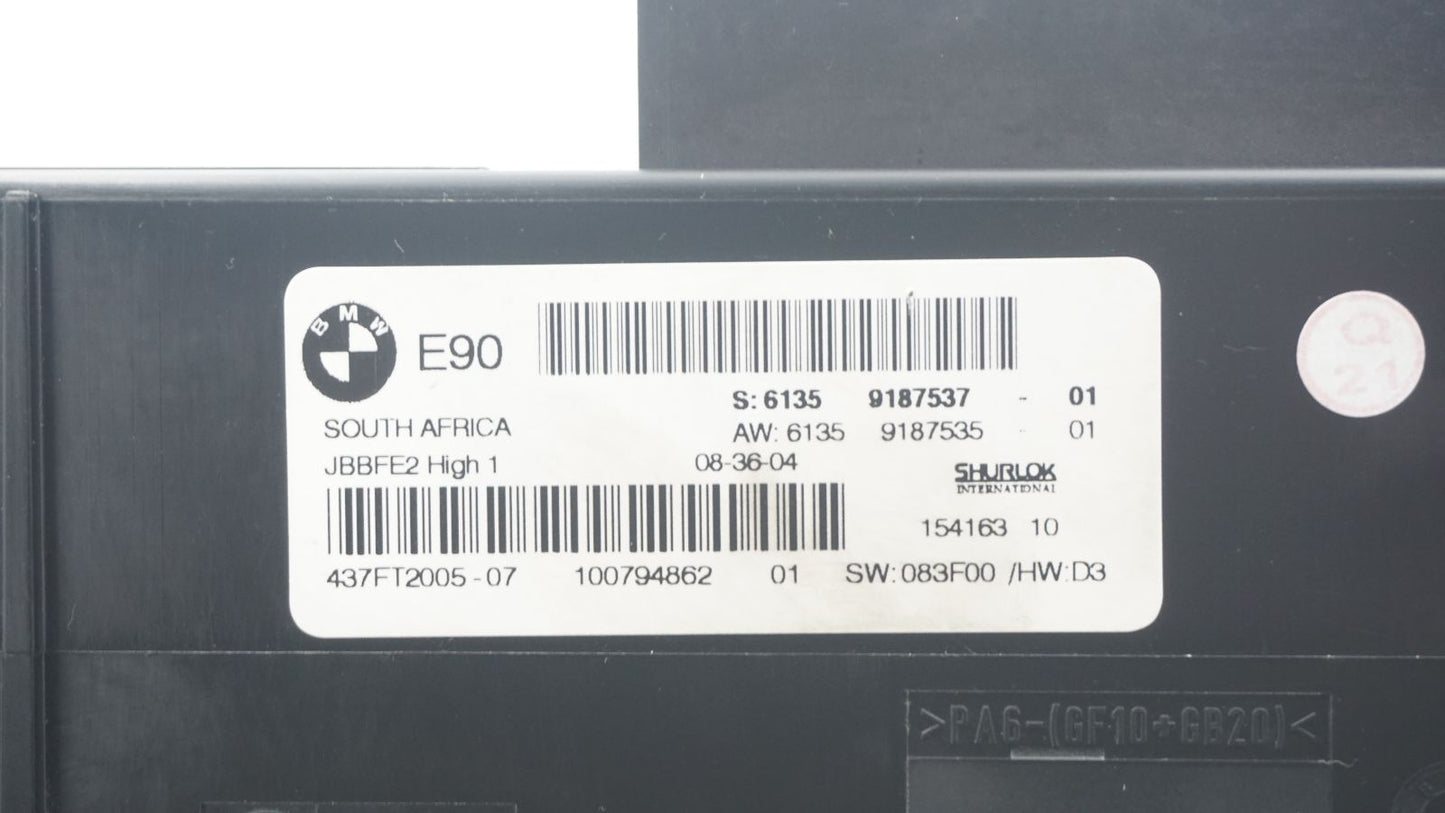 BMW
E90
S: 6135 9187537 - 01
SOUTH AFRICA
AW: 6135 9187535 - 01
JBBFE2 High 1 08-36-04
SHURLOK
INTERNATIONAL
154163 10
437FT2005-07 100794862 01 SW:083F00 /HW:D3
Q
21
>PA6-(GF10+GB20)<